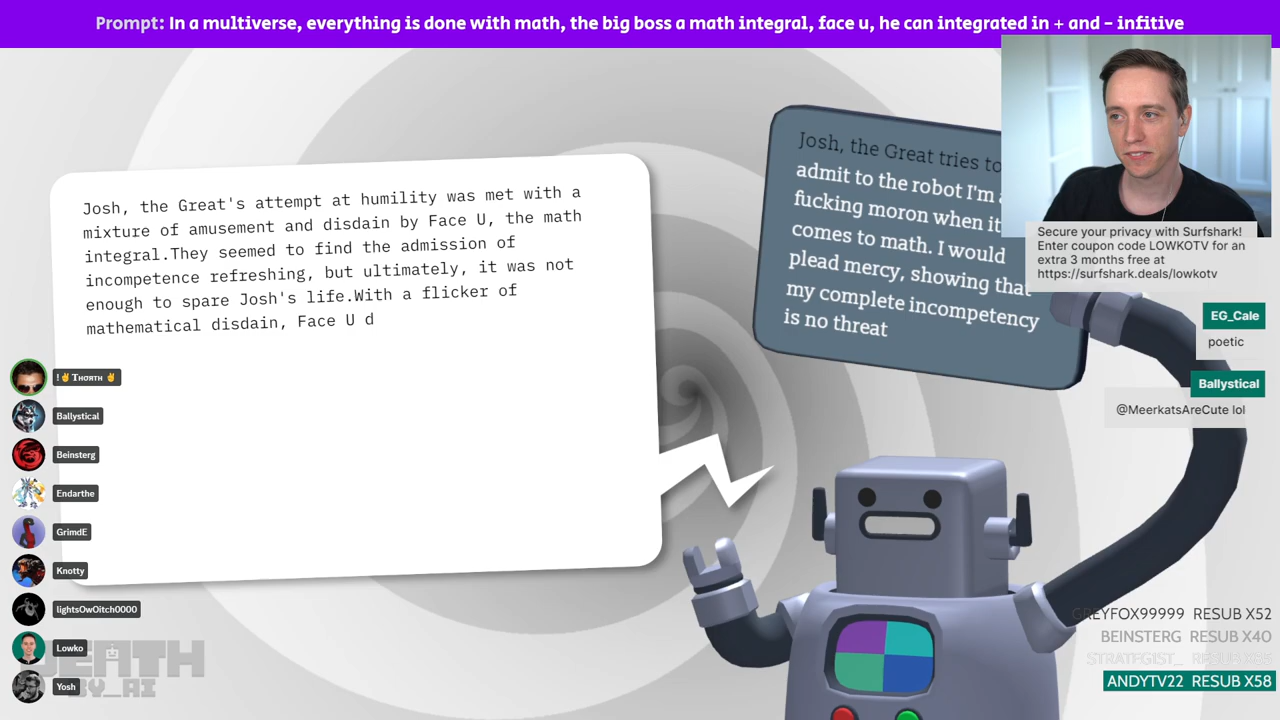 Prompt: In a multiverse, everything is done with math, the big boss a math integral, face u, he can integrated in + and - infitive
Josh, the Great's attempt at humility was met with a
mixture of amusement and disdain by Face U, the math
integral.They seemed to find the admission of
incompetence refreshing, but ultimately, it was not
enough to spare Josh's life.With a flicker of
mathematical disdain, Face U d
Josh, the Great tries to
admit to the robot I'm a
fucking moron when it
comes to math. I would
plead mercy, showing that
my complete incompetency
is no threat
Secure your privacy with Surfshark!
Enter coupon code LOWKOTV for an
extra 3 months free at
https://surfshark.deals/lowkotv
EG_Cale
poetic
Ballystical
@MeerkatsAreCute lol
!✌Tʜᴏʀᴛʜ ✌
Ballystical
Beinsterg
Endarthe
GrimdE
Knotty
lightsOwOitch0000
Lowko
Yosh
DEATH
BY_AI
GREYFOX99999 RESUB X52
BEINSTERG RESUB X40
STRATEGIST_ RESUB
ANDYTV22 RESUB X58